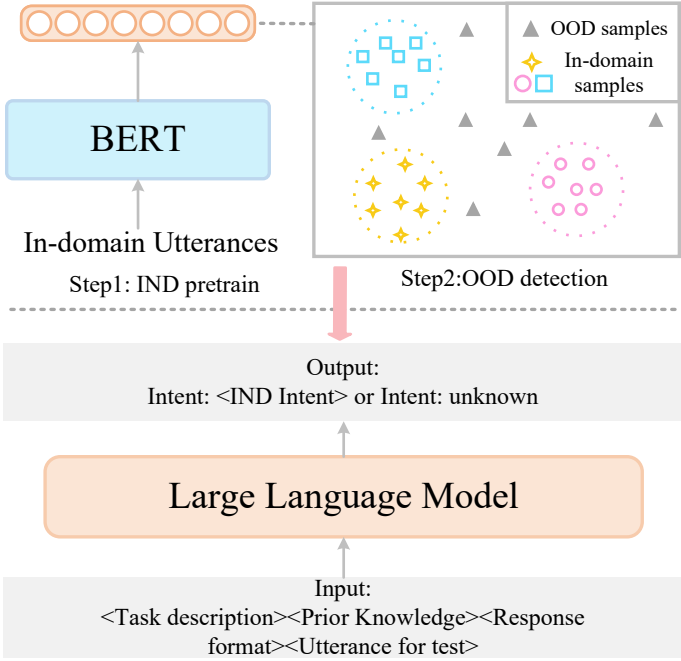 OOD samples
In-domain
samples
BERT
In-domain Utterances
Step1: IND pretrain
Step2:OOD detection
Output:
Intent: <IND Intent> or Intent: unknown
Large Language Model
Input:
<Task description><Prior Knowledge><Response
format><Utterance for test>